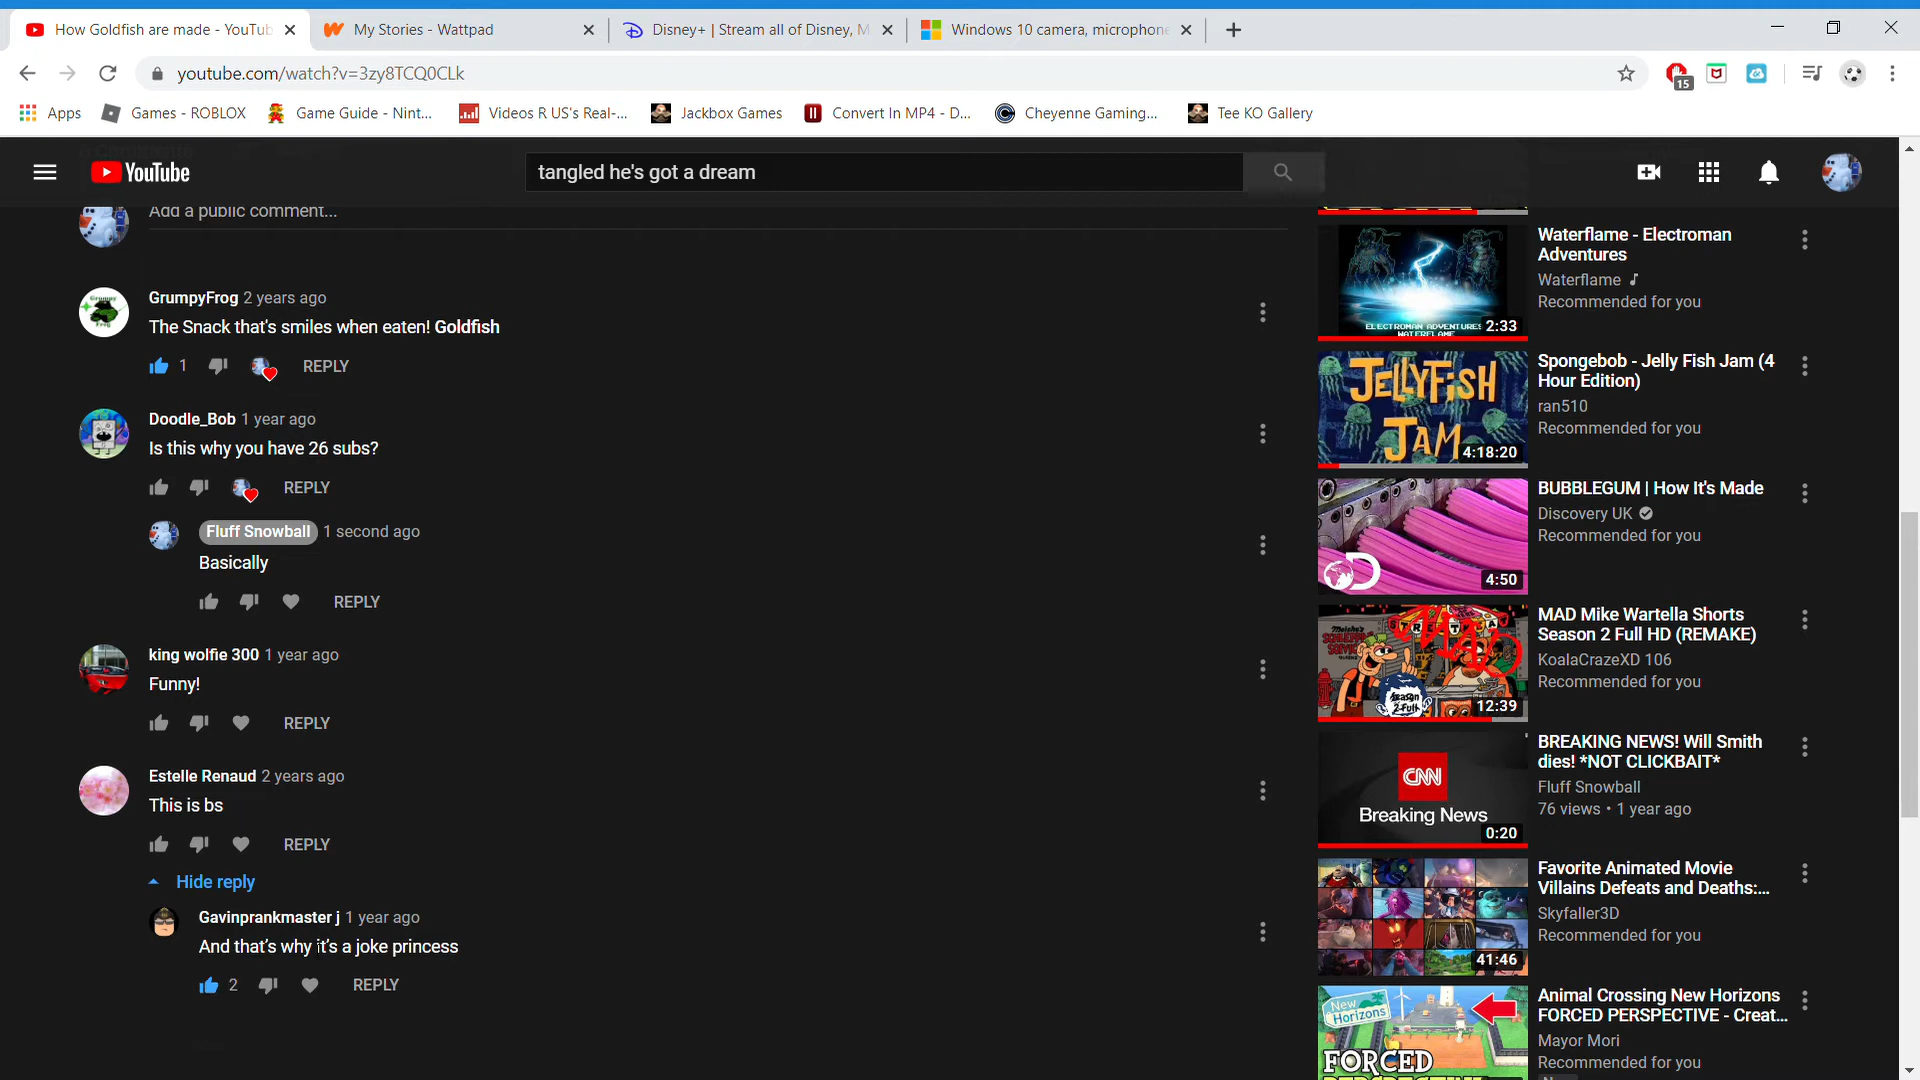 How Goldfish are made - YouTub
My Stories - Wattpad
Disney+ | Stream all of Disney, M
Windows 10 camera, microphone
youtube.com/watch?v=3zy8TCQ0CLk
15
Apps
Games - ROBLOX
Game Guide - Nint...
Videos R US's Real-...
Jackbox Games
Convert In MP4 - D...
Cheyenne Gaming...
Tee KO Gallery
YouTube
tangled he's got a dream
Add a public comment...
GrumpyFrog 2 years ago
The Snack that's smiles when eaten! Goldfish
1 REPLY
Doodle_Bob 1 year ago
Is this why you have 26 subs?
REPLY
Fluff Snowball 1 second ago
Basically
REPLY
king wolfie 300 1 year ago
Funny!
REPLY
Estelle Renaud 2 years ago
This is bs
REPLY
Hide reply
Gavinprankmaster j 1 year ago
And that's why it's a joke princess
2 REPLY
ELECTROMAN ADVENTURES
WATERFLAME
2:33
Waterflame - Electroman
Adventures
Waterflame
Recommended for you
JELLYFISH
JAM
4:18:20
Spongebob - Jelly Fish Jam (4
Hour Edition)
ran510
Recommended for you
4:50
BUBBLEGUM | How It's Made
Discovery UK
Recommended for you
MAD
SEASON
2 Full
12:39
MAD Mike Wartella Shorts
Season 2 Full HD (REMAKE)
KoalaCrazeXD 106
Recommended for you
CNN
Breaking News
0:20
BREAKING NEWS! Will Smith
dies! *NOT CLICKBAIT*
Fluff Snowball
76 views • 1 year ago
41:46
Favorite Animated Movie
Villains Defeats and Deaths:...
Skyfaller3D
Recommended for you
New
Horizons
FORCED
Animal Crossing New Horizons
FORCED PERSPECTIVE - Creat...
Mayor Mori
Recommended for you